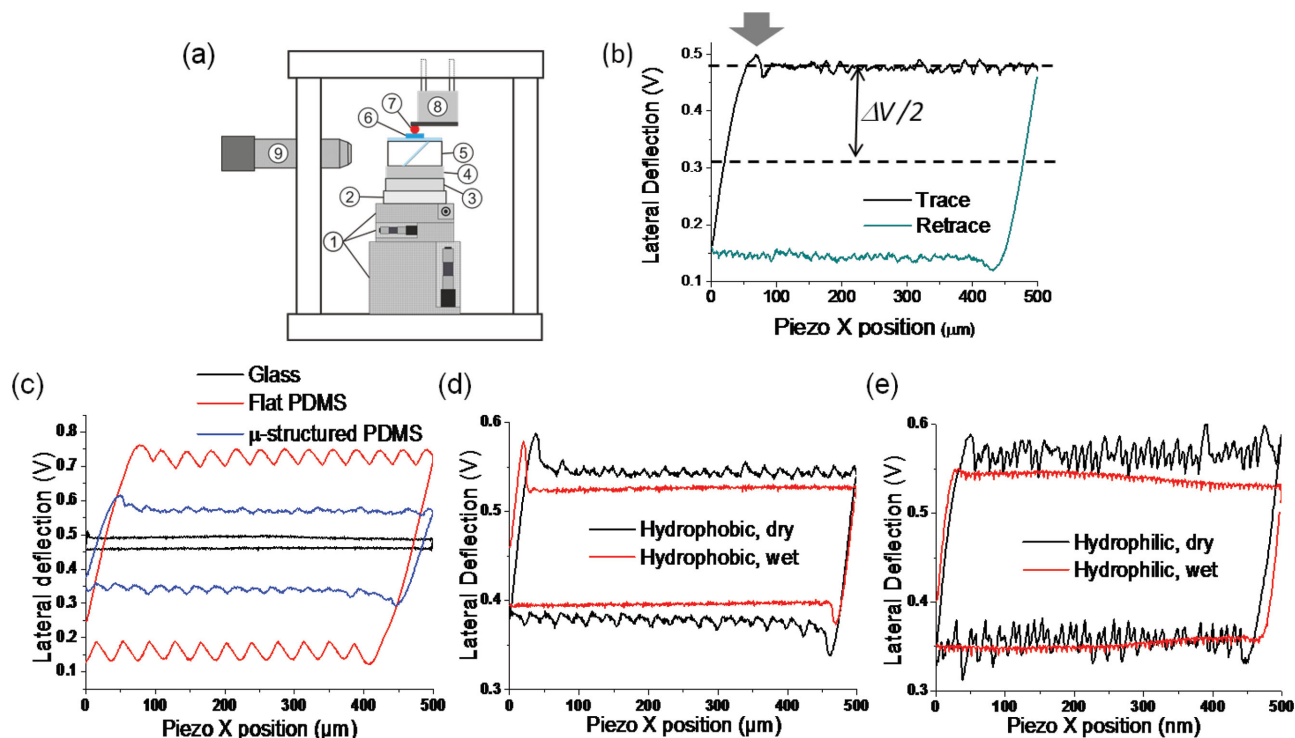 (a)
8
7
6
9
5
4
2
3
1
(b)
0.5
0.4
0.3
0.2
0.1
Lateral Deflection (V)
ΔV/2
Trace
Retrace
0 100 200 300 400 500
Piezo X position (μm)
(c)
Glass
Flat PDMS
μ-structured PDMS
0.8
0.7
0.6
0.5
0.4
0.3
0.2
0.1
Lateral deflection (V)
0 100 200 300 400 500
Piezo X position (μm)
(d)
0.6
0.5
0.4
0.3
Lateral Deflection (V)
Hydrophobic, dry
Hydrophobic, wet
0 100 200 300 400 500
Piezo X position (μm)
(e)
0.6
0.5
0.4
0.3
Lateral Deflection (V)
Hydrophilic, dry
Hydrophilic, wet
0 100 200 300 400 500
Piezo X position (nm)